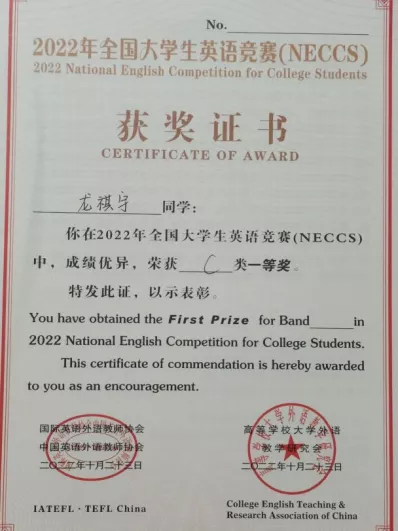 No.
2022年全国大学生英语竞赛(NECCS)
2022 National English Competition for College Students
获奖证书
CERTIFICATE OF AWARD
龙祺宇 同学:
你在2022年全国大学生英语竞赛(NECCS)
中，成绩优异，荣获 C 类一等奖。
特发此证，以示表彰。
You have obtained the First Prize for Band in
2022 National English Competition for College Students.
This certificate of commendation is hereby awarded
to you as an encouragement.
国际英语外语教师协会
中国英语外语教师协会
二〇二二年十月二十三日
IATEFL·TEFL China
高等学校大学外语
教学研究会
二〇二二年十月二十三日
College English Teaching &
Research Association of China